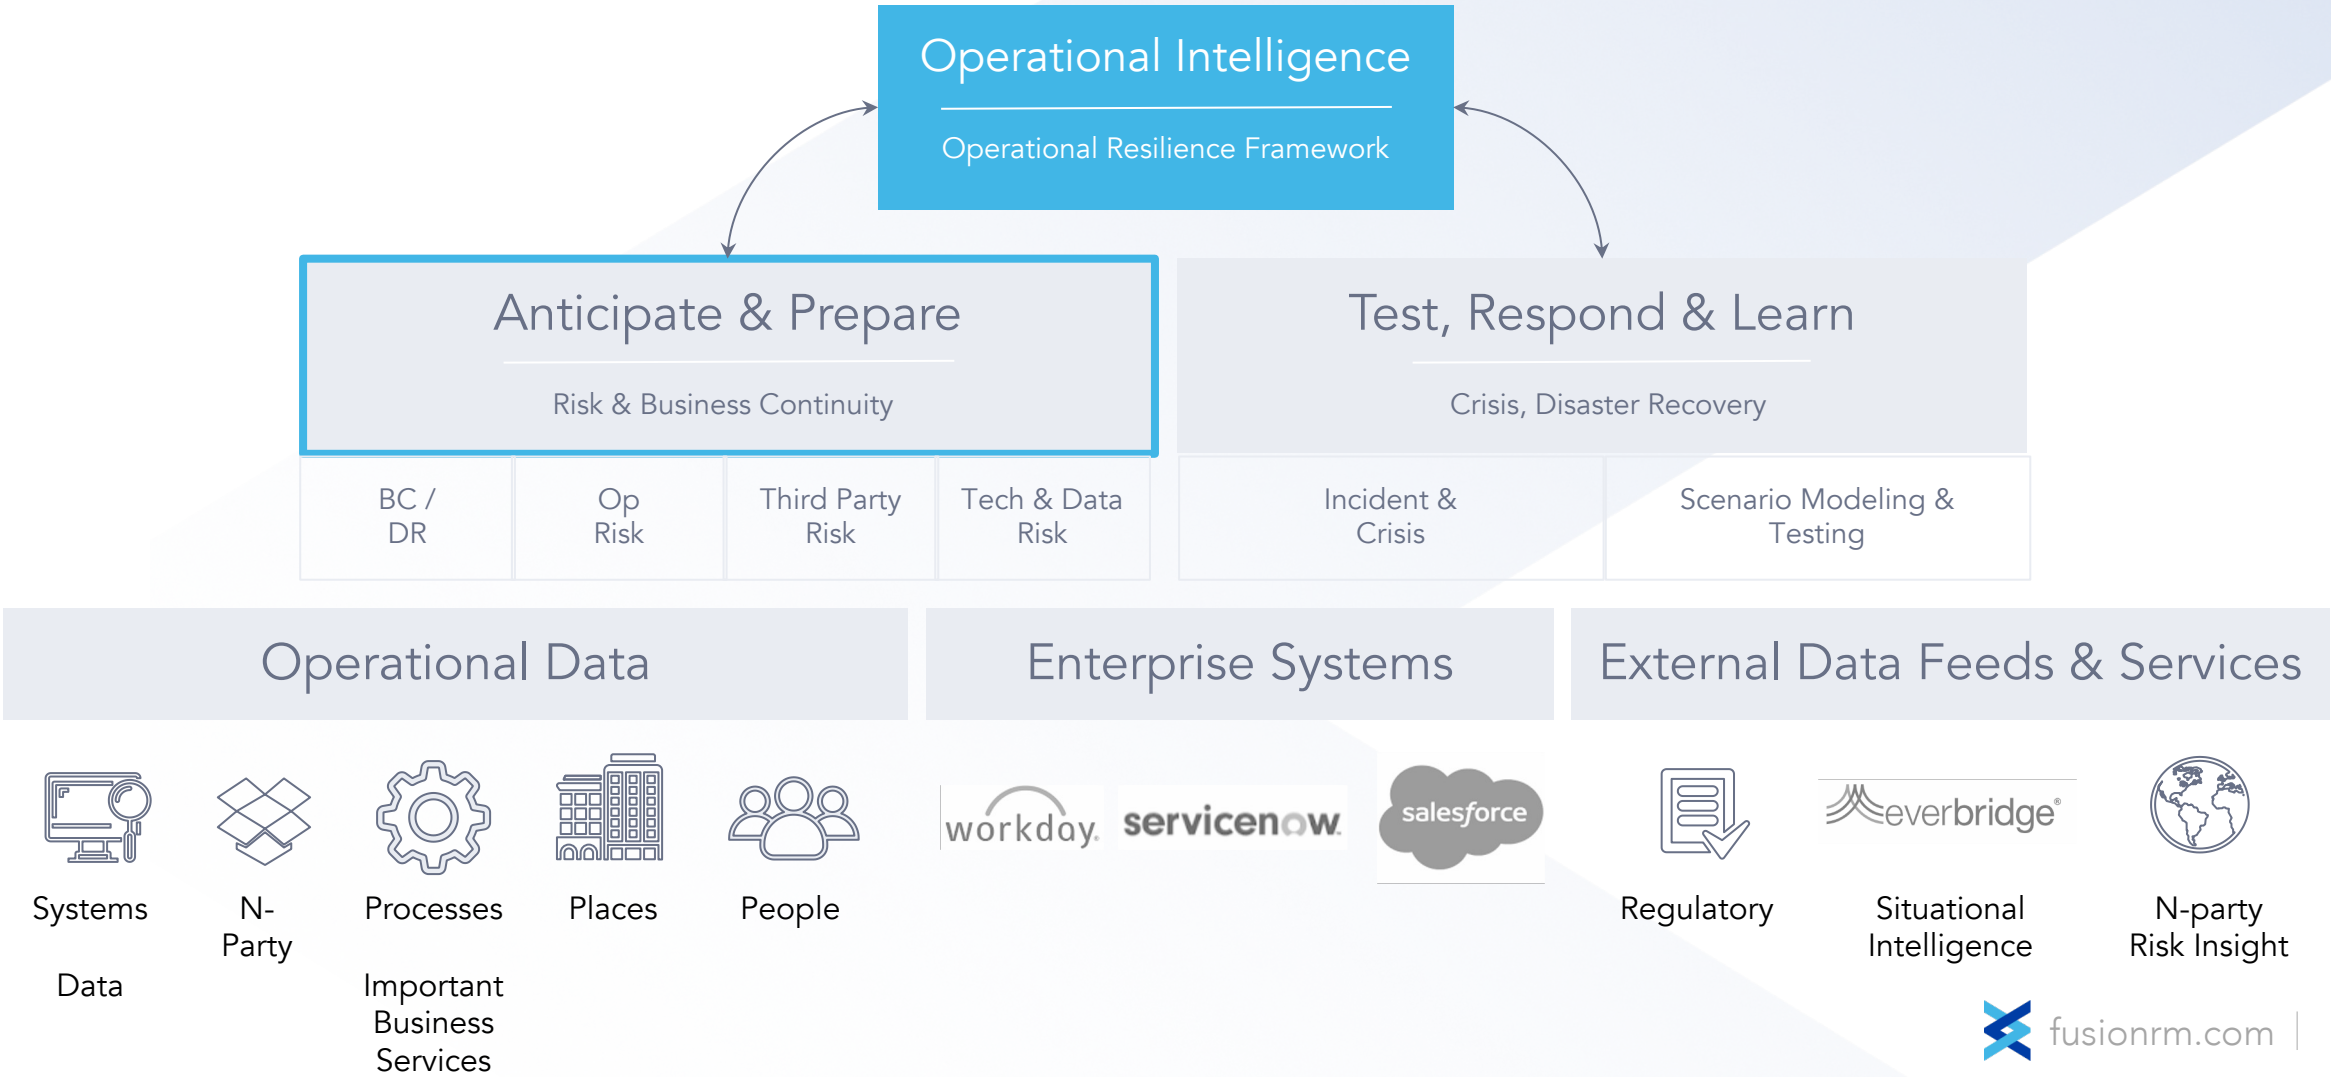 Operational Intelligence
Operational Resilience Framework
Anticipate & Prepare
Risk & Business Continuity
Test, Respond & Learn
Crisis, Disaster Recovery
BC /
DR
Op
Risk
Third Party
Risk
Tech & Data
Risk
Incident &
Crisis
Scenario Modeling &
Testing
Operational Data
Enterprise Systems
External Data Feeds & Services
workday.
servicenow.
salesforce
everbridge®
Systems
Data
N-
Party
Processes
Important
Business
Services
Places
People
Regulatory
Situational
Intelligence
N-party
Risk Insight
fusionrm.com